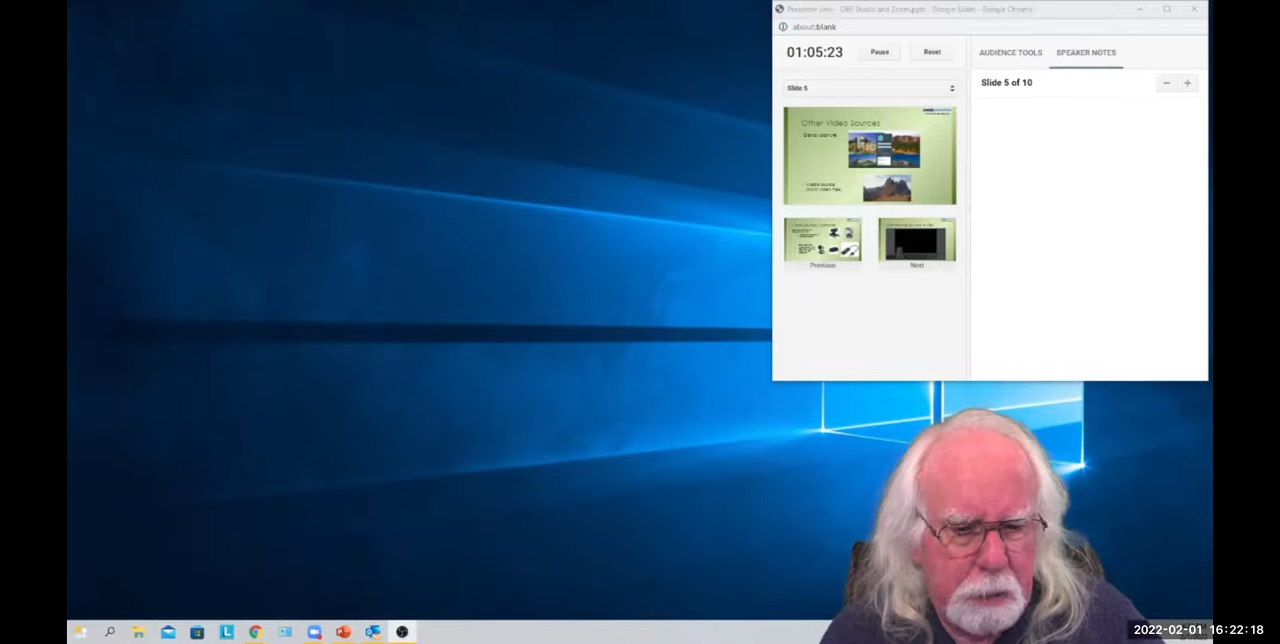 Presenter view - OBS Studio and Zoom.pptx - Google Slides - Google Chrome
about:blank
01:05:23
Pause
Reset
AUDIENCE TOOLS
SPEAKER NOTES
Slide 5
Slide 5 of 10
Other Video Sources
Display capture
Previous
Next
2022-02-01 16:22:18